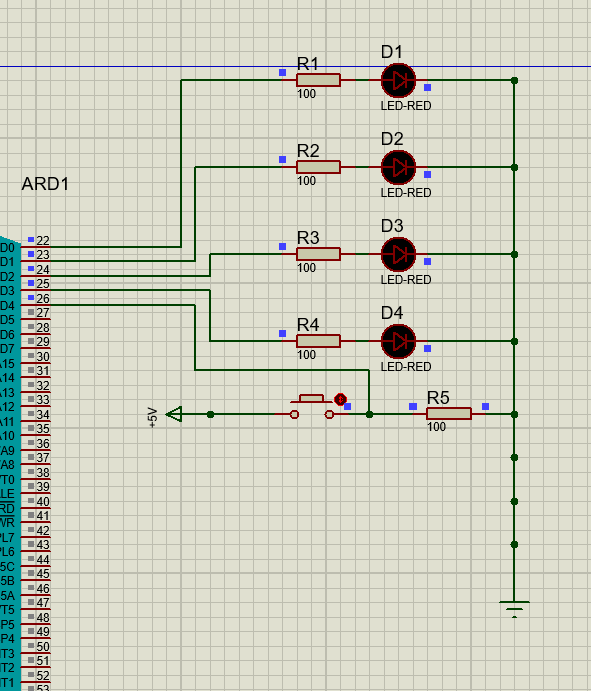 D1
R1
100
LED-RED
D2
R2
100
LED-RED
ARD1
D3
R3
100
LED-RED
D4
R4
100
LED-RED
D0 22
D1 23
D2 24
D3 25
D4 26
D5 27
D6 28
D7 29
A15 30
A14 31
A13 32
A12 33
A11 34
A10 35
A9 36
A8 37
T0 38
LE 39
RD 40
WR 41
PL7 42
PL6 43
5C 44
5B 45
5A 46
T5 47
P5 48
P4 49
T3 50
T2 51
T1 52
53
+5V
R5
100